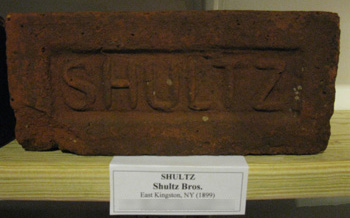 SHULTZ
SHULTZ
Shultz Bros.
East Kingston, NY (1899)